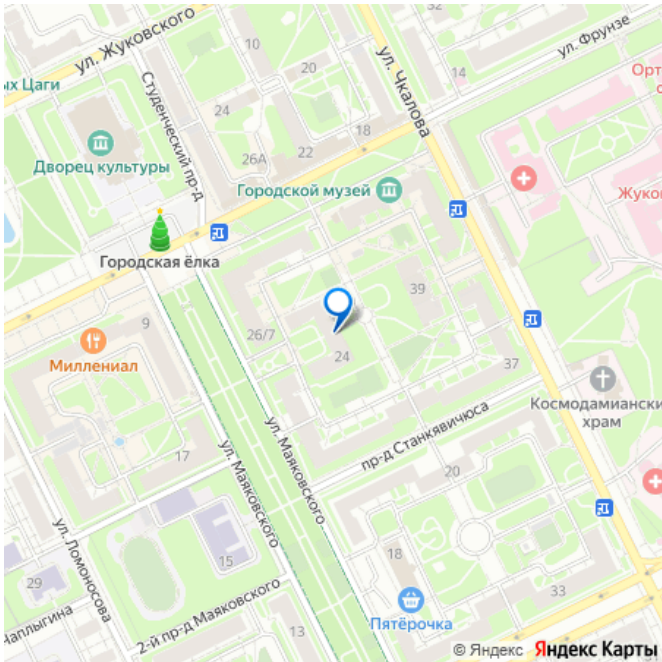 ул. Жуковского
10
20
ул. Чкалова
14
ул. Фрунзе
Орт
ых Цаги
Студенческий пр-д
24
18
Дворец культуры
26А
22
Городской музей
Жуко
Городская ёлка
39
9
26/7
Миллениал
24
37
Космодамиански
храм
17
ул. Маяковского
ул. Маяковского
пр-д Станкявичюса
20
ул. Ломоносова
15
18
29
33
Чаплыгина
2-й пр-д Маяковского
13
Пятёрочка
© Яндекс Яндекс Карты